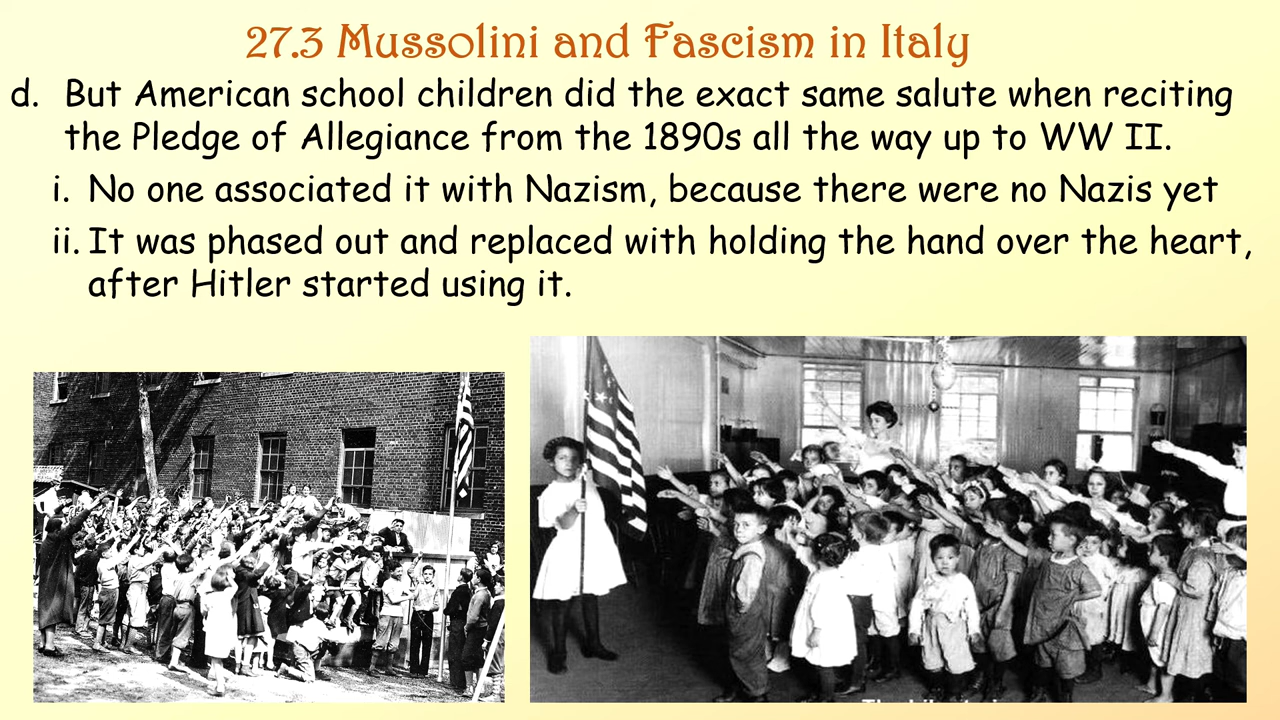 27.3 Mussolini and Fascism in Italy
d. But American school children did the exact same salute when reciting
the Pledge of Allegiance from the 1890s all the way up to WW II.
i. No one associated it with Nazism, because there were no Nazis yet
ii. It was phased out and replaced with holding the hand over the heart,
after Hitler started using it.